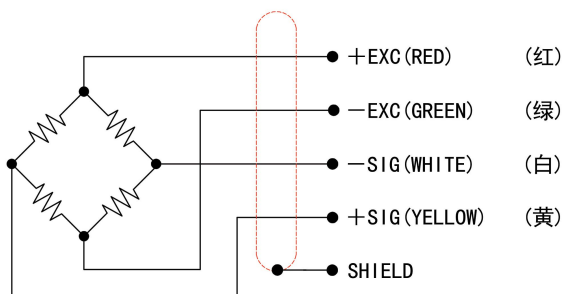 +EXC(RED) (红)
-EXC(GREEN) (绿)
-SIG(WHITE) (白)
+SIG(YELLOW) (黄)
SHIELD